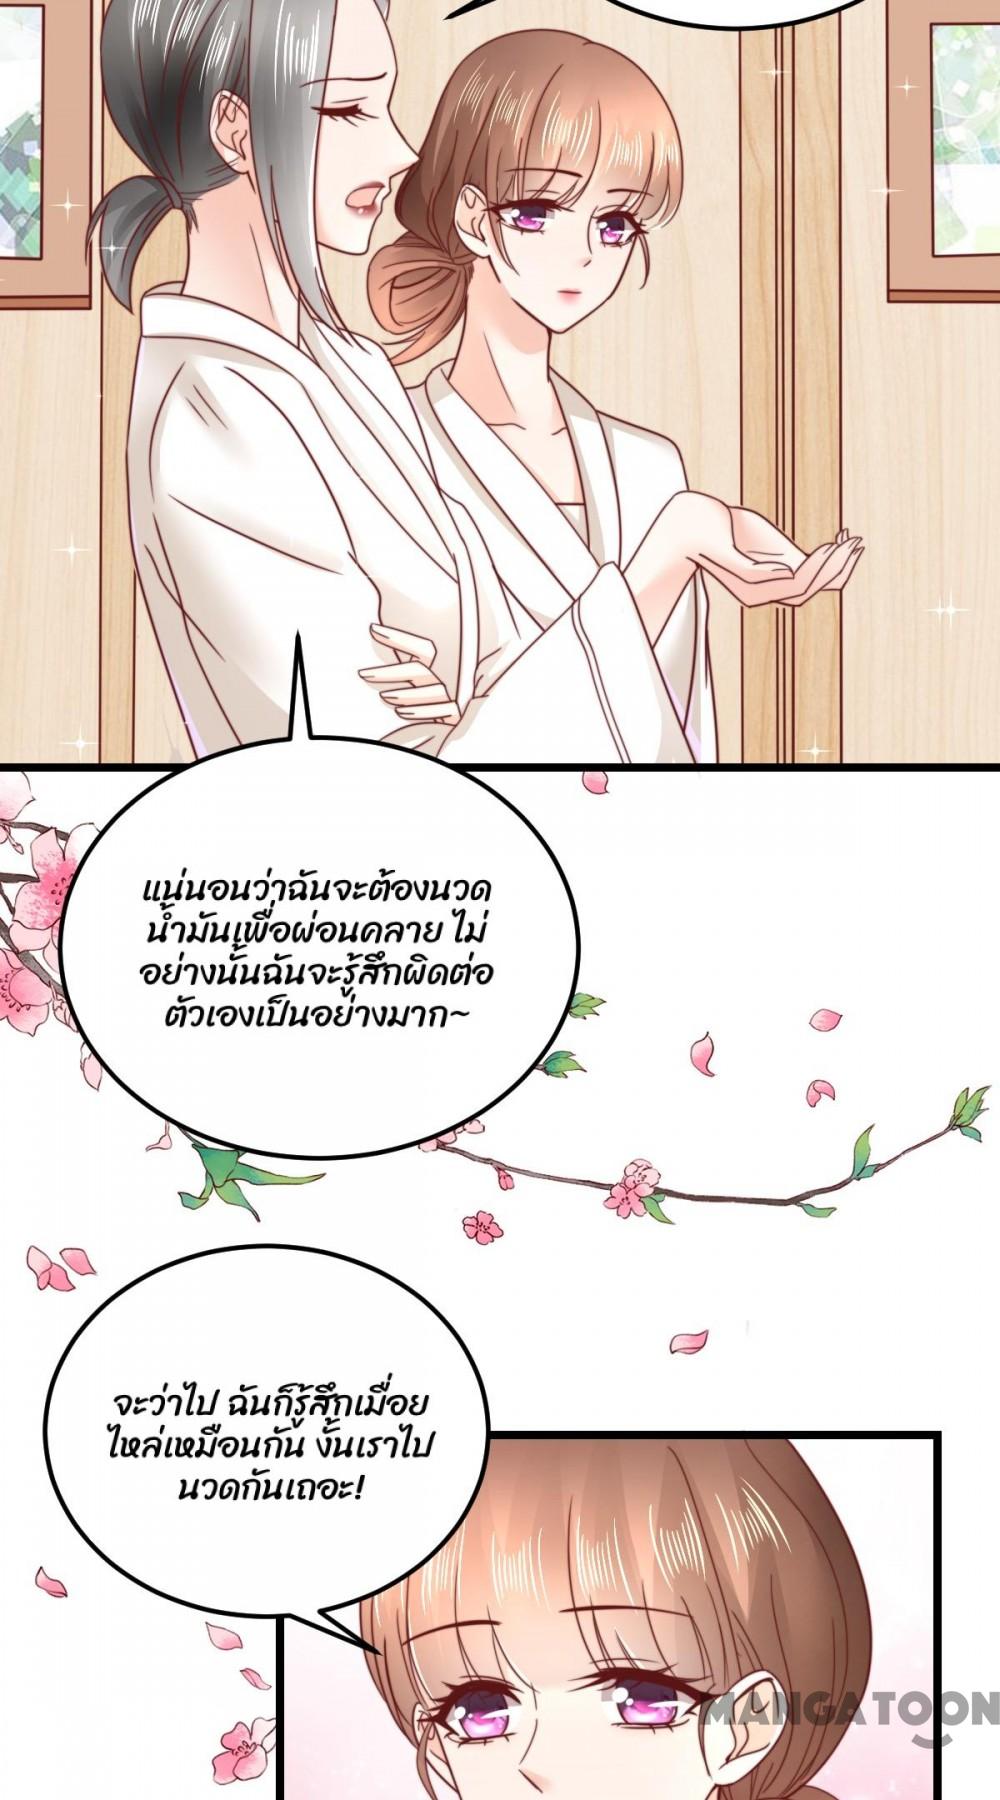 แน่นอนว่าฉันจะต้องนวด
น้ำมันเพื่อผ่อนคลาย ไม่
อย่างนั้นฉันจะรู้สึกผิดต่อ
ตัวเองเป็นอย่างมาก~
จะว่าไป ฉันก็รู้สึกเมื่อย
ไหล่เหมือนกัน งั้นเราไป
นวดกันเถอะ!
MANGATOON